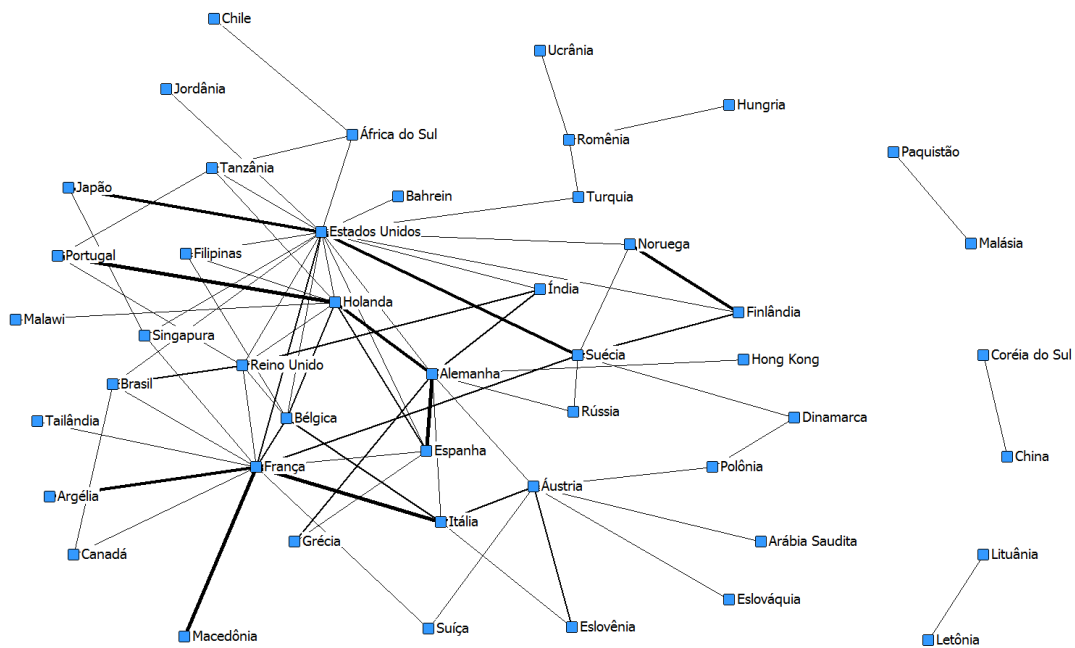 Chile
Ucrânia
Jordânia
Hungria
África do Sul
Romênia
Paquistão
Tanzânia
Japão
Bahrein
Turquia
Estados Unidos
Noruega
Malásia
Portugal
Filipinas
Índia
Holanda
Finlândia
Malawi
Singapura
Suécia
Coréia do Sul
Hong Kong
Reino Unido
Alemanha
Brasil
Rússia
Dinamarca
Tailândia
Bélgica
Espanha
China
França
Polônia
Áustria
Argélia
Itália
Grécia
Arábia Saudita
Canadá
Lituânia
Eslováquia
Suíça
Eslovênia
Macedônia
Letônia